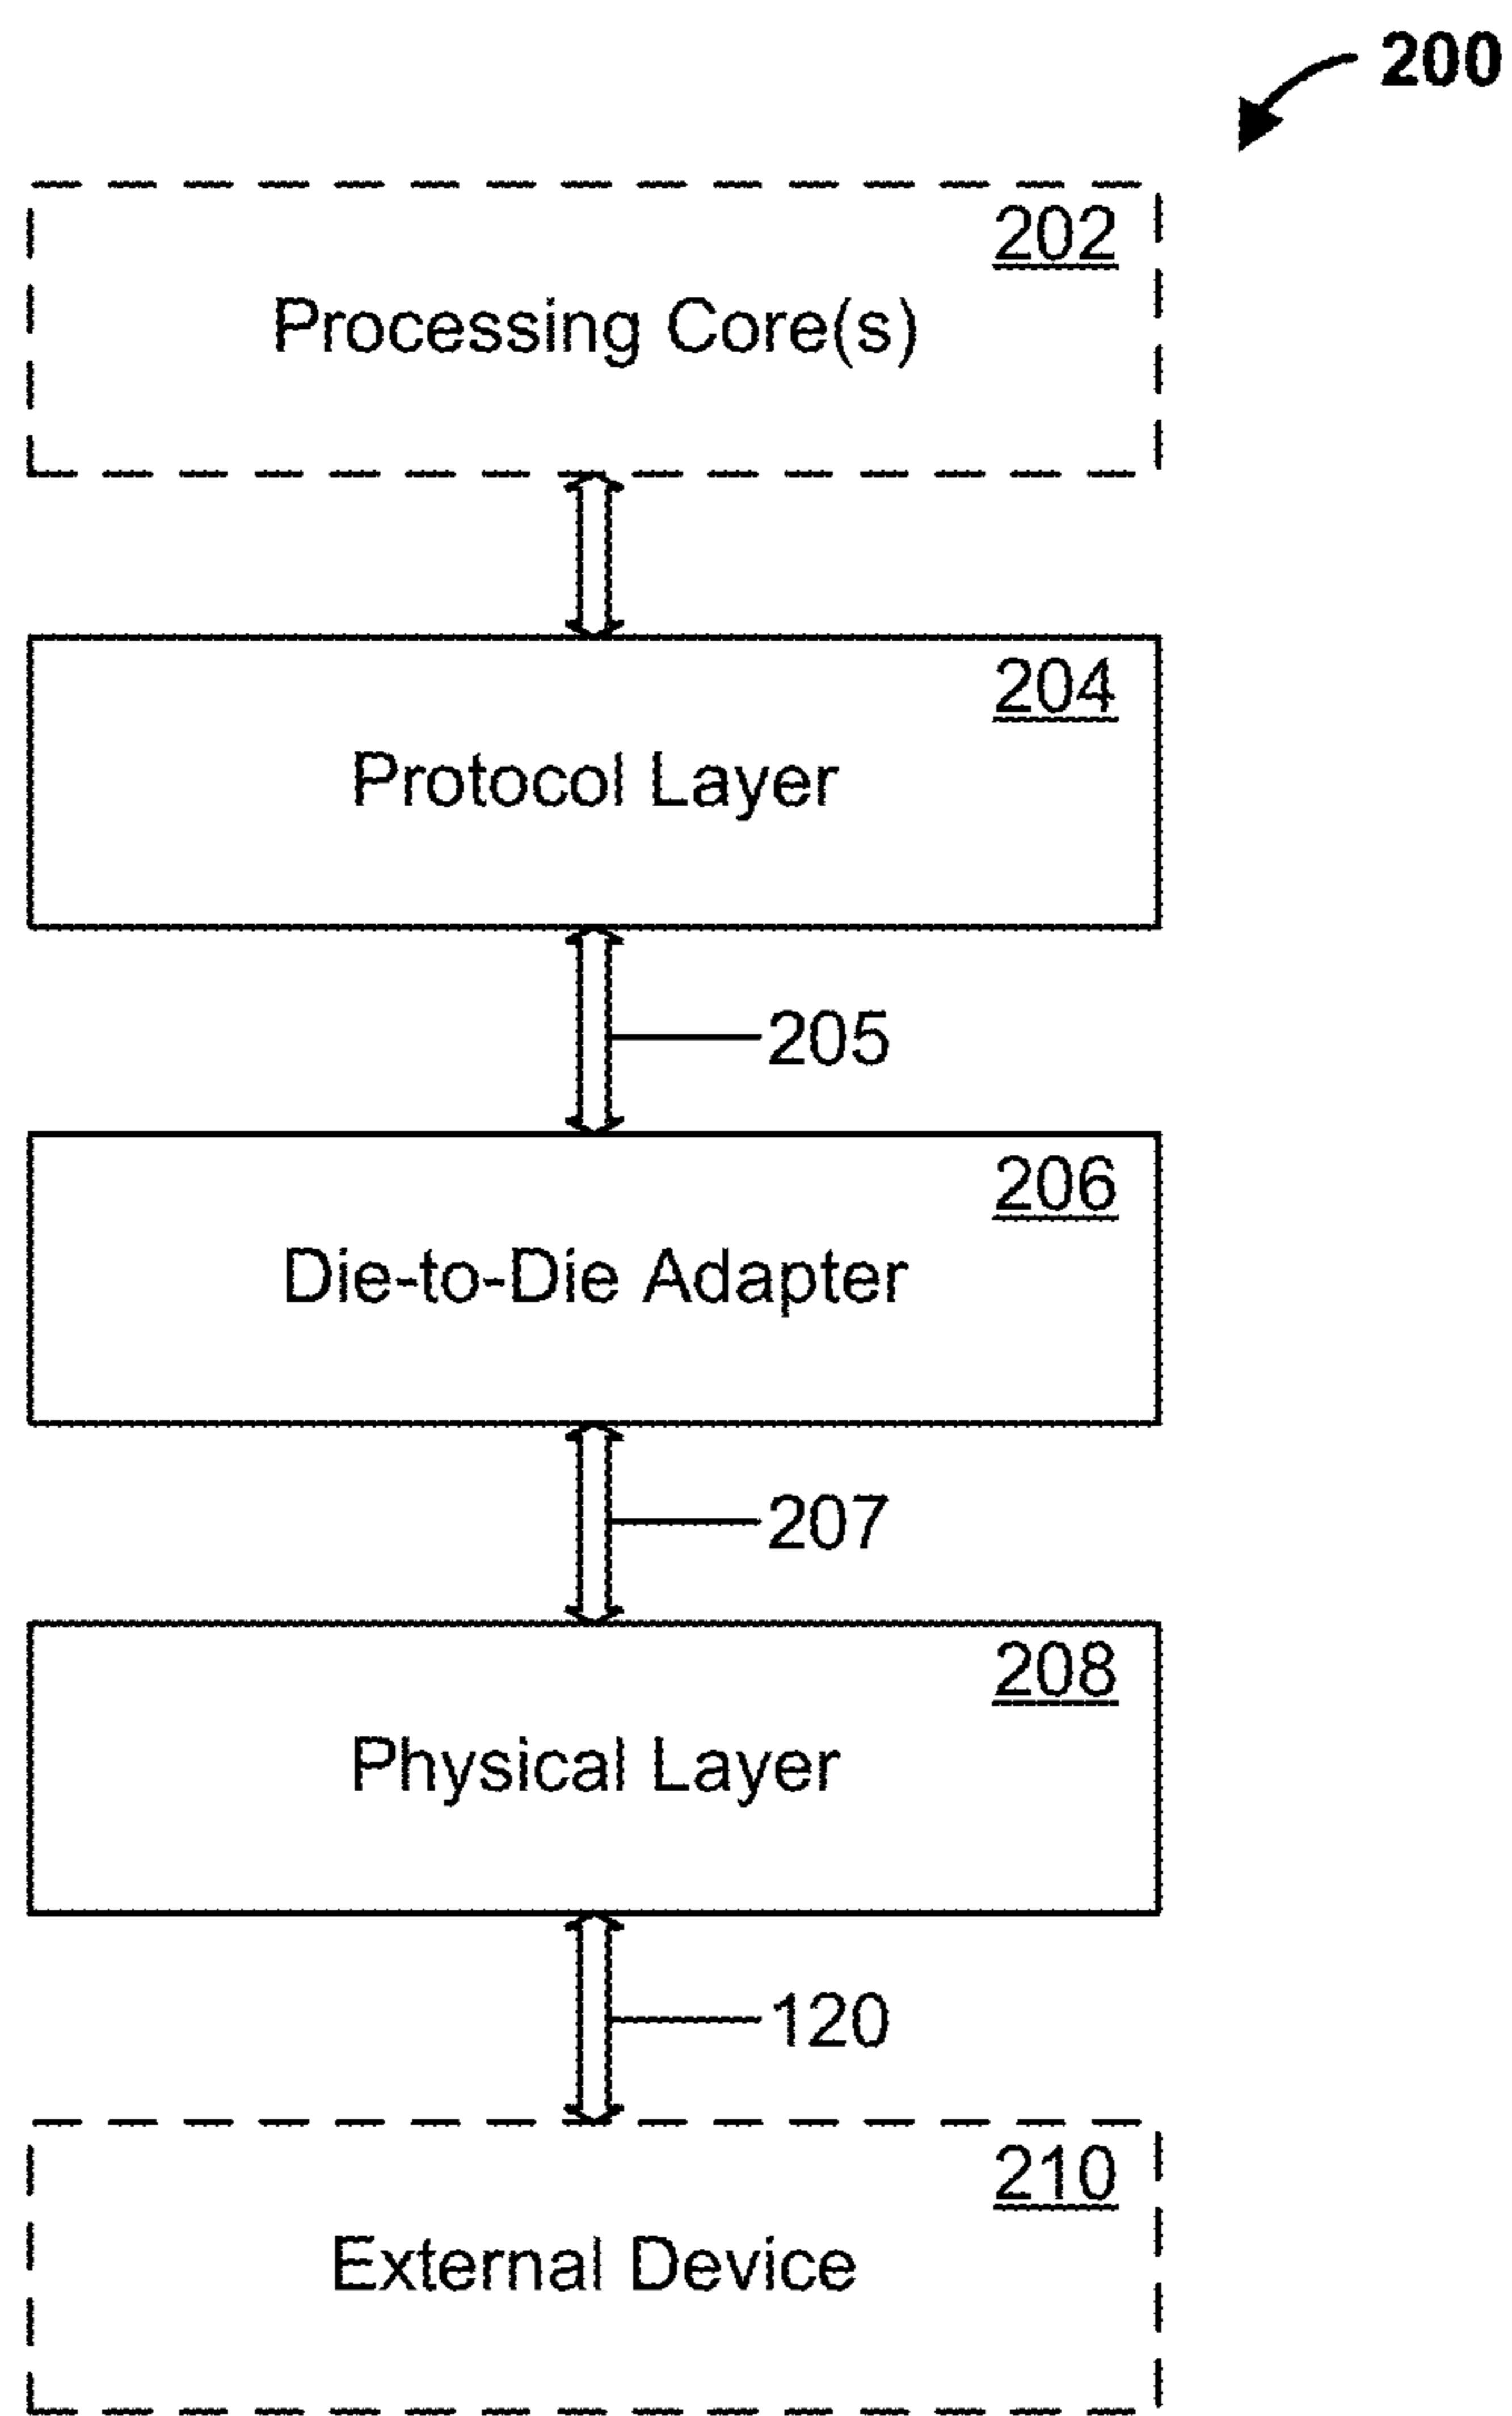 200
202
Processing Core(s)
204
Protocol Layer
205
206
Die-to-Die Adapter
207
208
Physical Layer
120
210
External Device